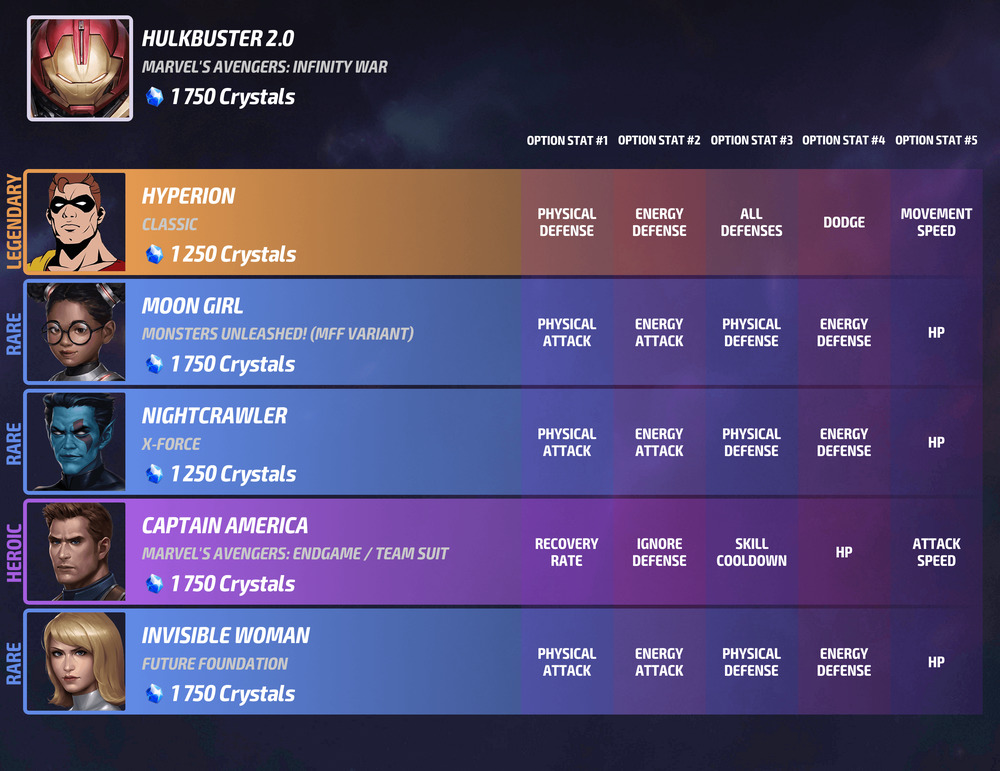 HULKBUSTER 2.0
MARVEL'S AVENGERS: INFINITY WAR
1 750 Crystals
OPTION STAT #1 OPTION STAT #2 OPTION STAT #3 OPTION STAT #4 OPTION STAT #5
LEGENDARY
HYPERION
CLASSIC
1 250 Crystals
PHYSICAL DEFENSE
ENERGY DEFENSE
ALL DEFENSES
DODGE
MOVEMENT SPEED
RARE
MOON GIRL
MONSTERS UNLEASHED! (MFF VARIANT)
1 750 Crystals
PHYSICAL ATTACK
ENERGY ATTACK
PHYSICAL DEFENSE
ENERGY DEFENSE
HP
RARE
NIGHTCRAWLER
X-FORCE
1 250 Crystals
PHYSICAL ATTACK
ENERGY ATTACK
PHYSICAL DEFENSE
ENERGY DEFENSE
HP
HEROIC
CAPTAIN AMERICA
MARVEL'S AVENGERS: ENDGAME / TEAM SUIT
1 750 Crystals
RECOVERY RATE
IGNORE DEFENSE
SKILL COOLDOWN
HP
ATTACK SPEED
RARE
INVISIBLE WOMAN
FUTURE FOUNDATION
1 750 Crystals
PHYSICAL ATTACK
ENERGY ATTACK
PHYSICAL DEFENSE
ENERGY DEFENSE
HP